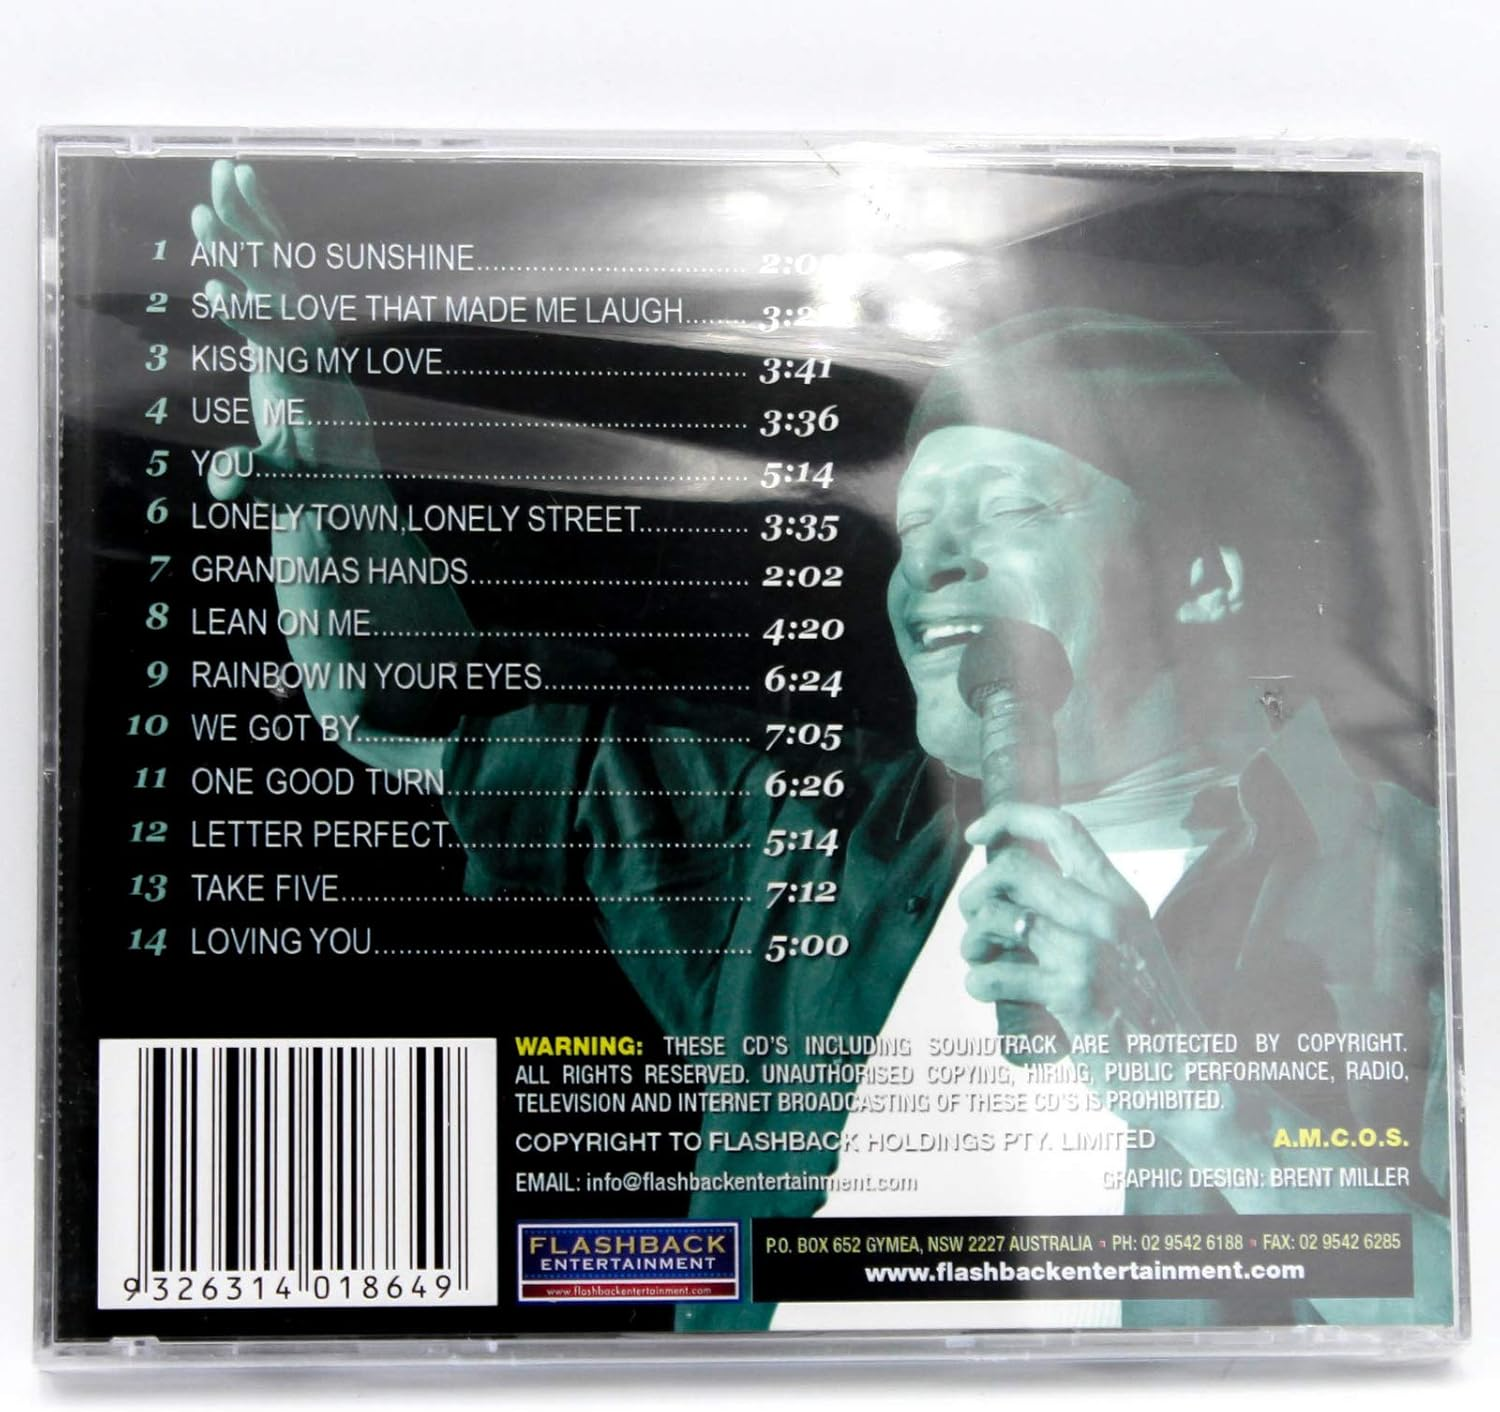 1 AIN'T NO SUNSHINE
2 SAME LOVE THAT MADE ME LAUGH
3 KISSING MY LOVE 3:41
4 USE ME 3:36
5 YOU 5:14
6 LONELY TOWN,LONELY STREET 3:35
7 GRANDMAS HANDS 2:02
8 LEAN ON ME 4:20
9 RAINBOW IN YOUR EYES 6:24
10 WE GOT BY 7:05
11 ONE GOOD TURN 6:26
12 LETTER PERFECT 5:14
13 TAKE FIVE 7:12
14 LOVING YOU 5:00
WARNING: THESE CD'S INCLUDING SOUNDTRACK ARE PROTECTED BY COPYRIGHT.
ALL RIGHTS RESERVED. UNAUTHORISED COPYING, HIRING, PUBLIC PERFORMANCE, RADIO,
TELEVISION AND INTERNET BROADCASTING OF THESE CD'S IS PROHIBITED.
COPYRIGHT TO FLASHBACK HOLDINGS PTY. LIMITED A.M.C.O.S.
EMAIL: info@flashbackentertainment.com GRAPHIC DESIGN: BRENT MILLER
9 326314 018649
FLASHBACK
ENTERTAINMENT
www.flashbackentertainment.com
P.O. BOX 652 GYMEA, NSW 2227 AUSTRALIA • PH: 02 9542 6188 • FAX: 02 9542 6285
www.flashbackentertainment.com